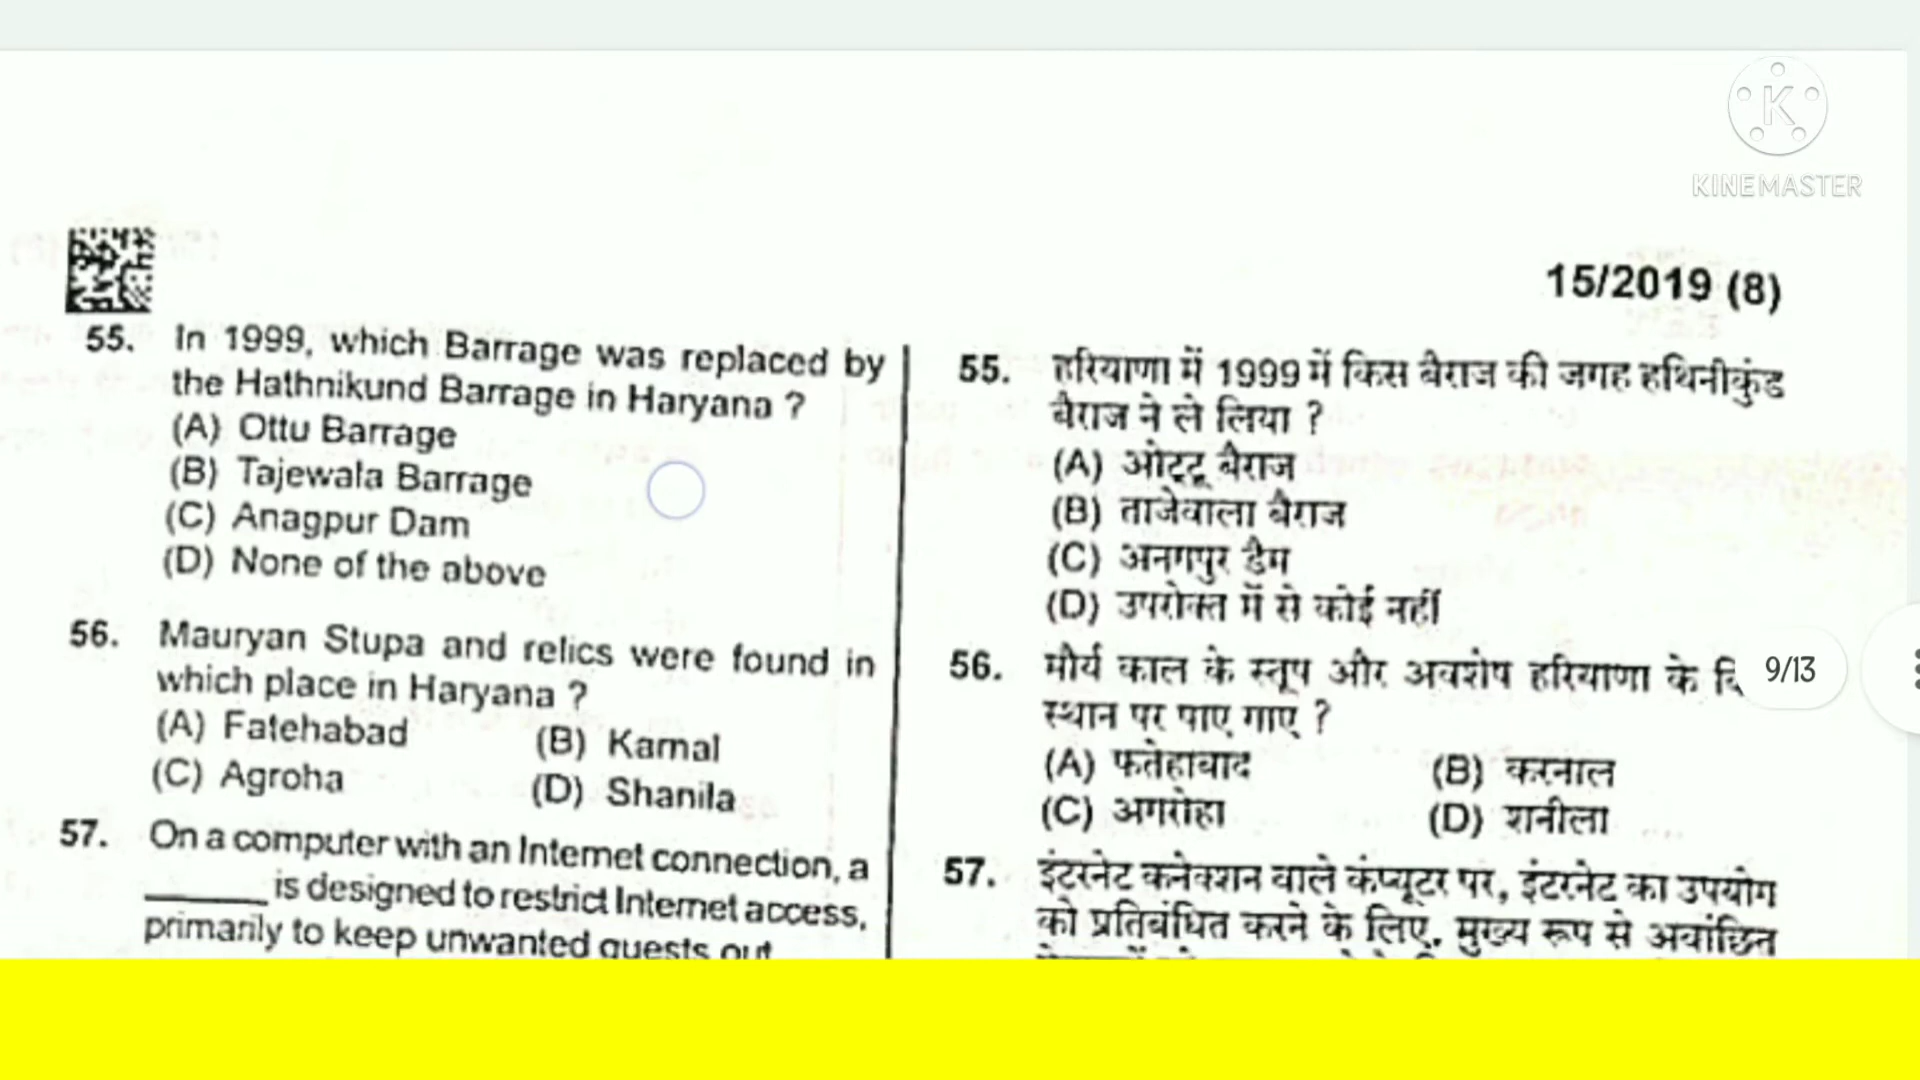 KINEMASTER
15/2019 (8)
55. In 1999, which Barrage was replaced by
the Hathnikund Barrage in Haryana ?
(A) Ottu Barrage
(B) Tajewala Barrage
(C) Anagpur Dam
(D) None of the above
56. Mauryan Stupa and relics were found in
which place in Haryana ?
(A) Fatehabad (B) Karnal
(C) Agroha (D) Shanila
57. On a computer with an Internet connection, a
______ is designed to restrict Internet access,
primarily to keep unwanted guests out
55. हरियाणा में 1999 में किस बैराज की जगह हथिनीकुंड
बैराज ने ले लिया ?
(A) ओट्टू बैराज
(B) ताजेवाला बैराज
(C) अनगपुर डैम
(D) उपरोक्त में से कोई नहीं
56. मौर्य काल के स्तूप और अवशेष हरियाणा के
स्थान पर पाए गाए ?
(A) फतेहाबाद (B) करनाल
(C) अगरोहा (D) शनीला
57. इंटरनेट कनेक्शन वाले कंप्यूटर पर, इंटरनेट का उपयोग
को प्रतिबंधित करने के लिए, मुख्य रूप से अवांछित
9/13